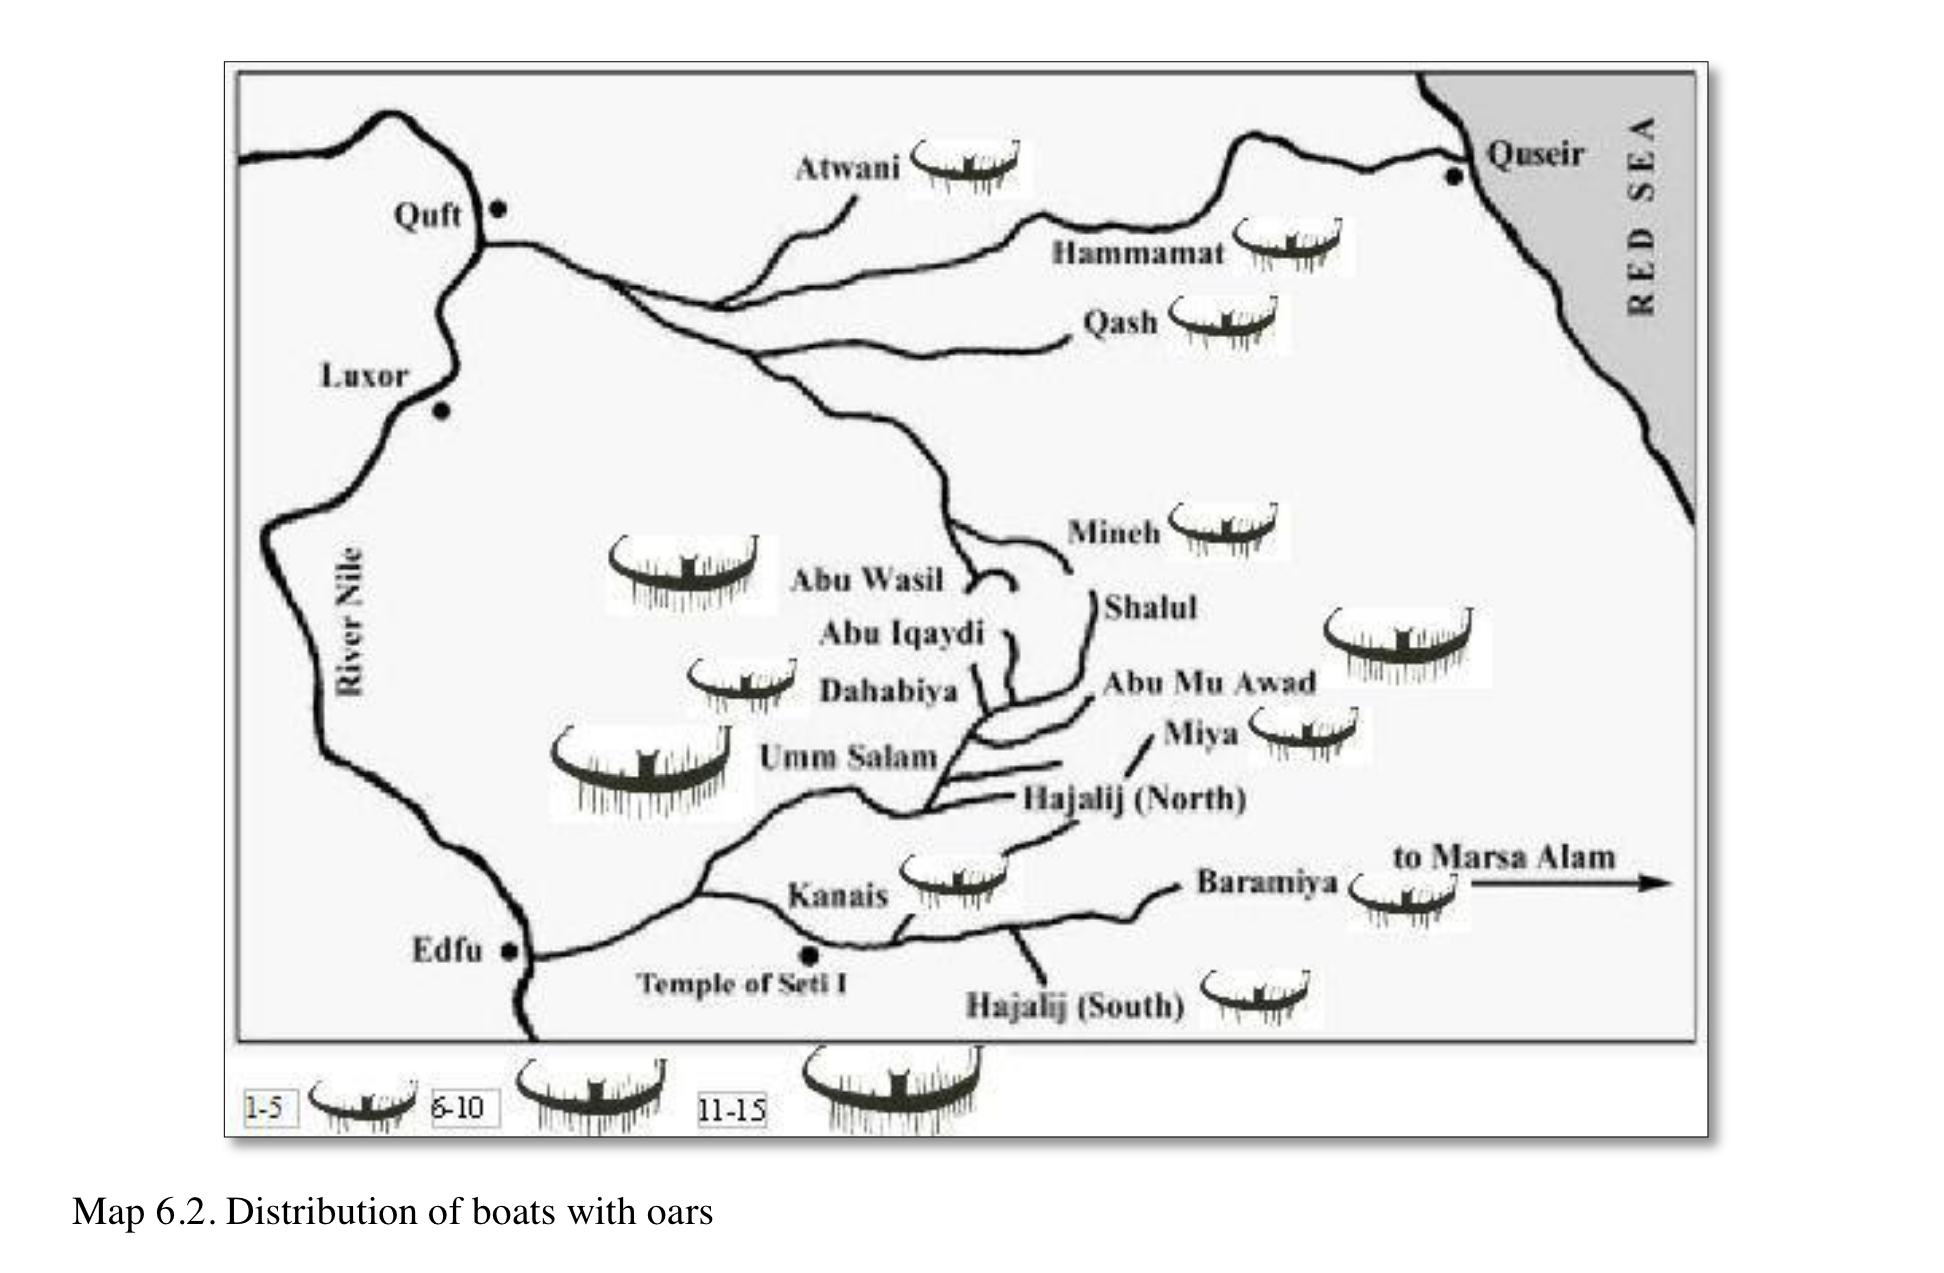 Atwani
Quseir
RED SEA
Quft
Hammamat
Qash
Luxor
Mineh
Abu Wasil
Shalul
River Nile
Abu Iqaydi
Dahabiya
Abu Mu Awad
Miya
Umm Salam
Hajalij (North)
to Marsa Alam
Kanais
Baramiya
Edfu
Temple of Seti I
Hajalij (South)
1-5
6-10
11-15
Map 6.2. Distribution of boats with oars